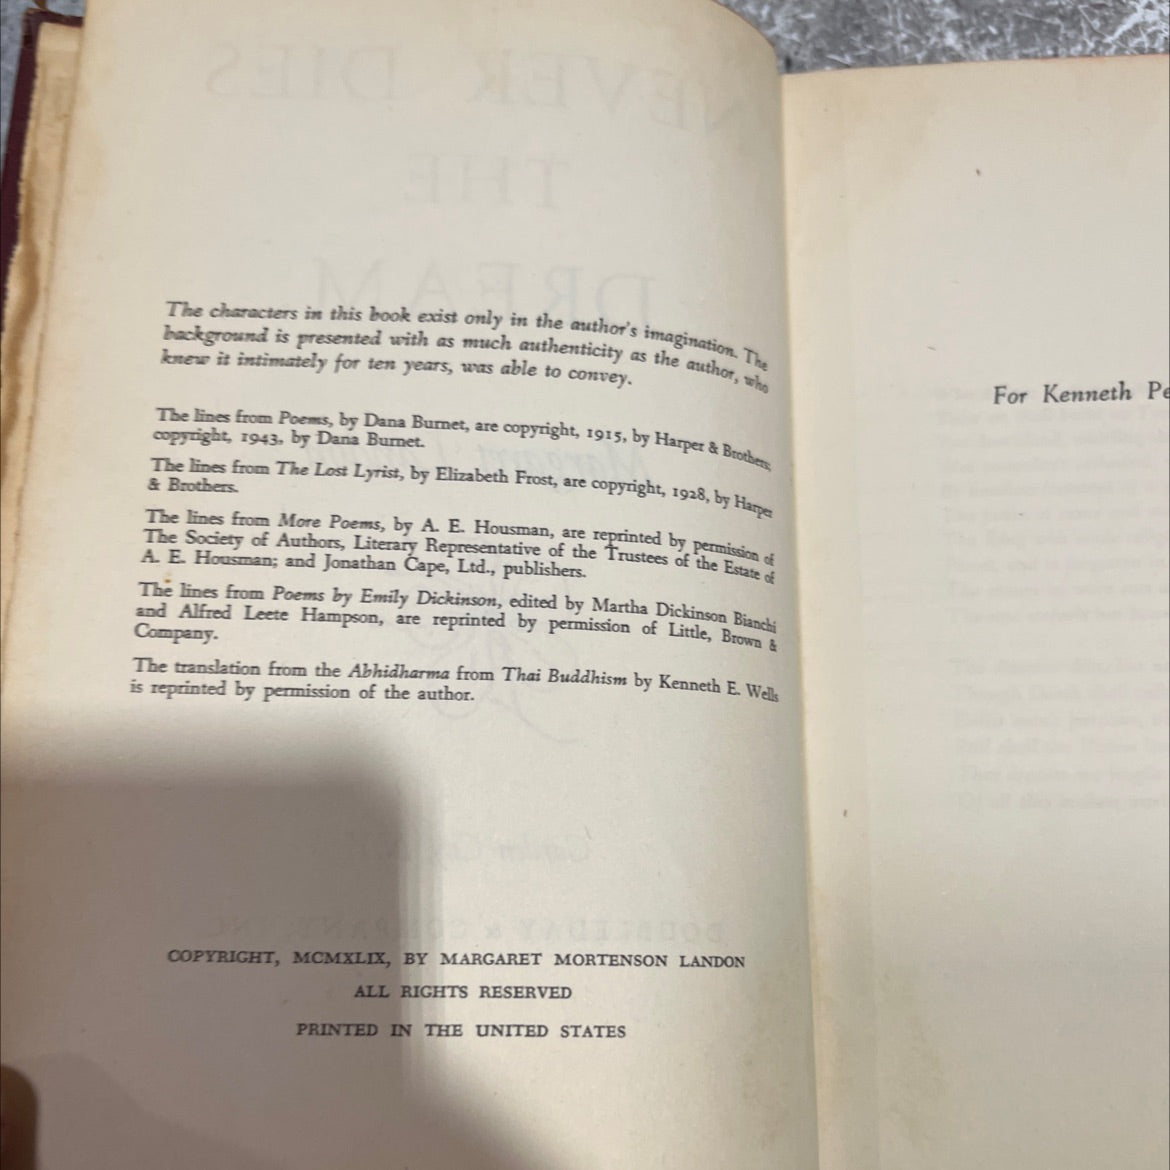 The characters in this book exist only in the author's imagination. The
background is presented with as much authenticity as the author, who
knew it intimately for ten years, was able to convey.
The lines from Poems, by Dana Burnet, are copyright, 1915, by Harper & Brothers;
copyright, 1943, by Dana Burnet.
The lines from The Lost Lyrist, by Elizabeth Frost, are copyright, 1928, by Harper
& Brothers.
The lines from More Poems, by A. E. Housman, are reprinted by permission of
The Society of Authors, Literary Representative of the Trustees of the Estate of
A. E. Housman; and Jonathan Cape, Ltd., publishers.
The lines from Poems by Emily Dickinson, edited by Martha Dickinson Bianchi
and Alfred Leete Hampson, are reprinted by permission of Little, Brown &
Company.
The translation from the Abhidharma from Thai Buddhism by Kenneth E. Wells
is reprinted by permission of the author.
COPYRIGHT, MCMXLIX, BY MARGARET MORTENSON LANDON
ALL RIGHTS RESERVED
PRINTED IN THE UNITED STATES
For Kenneth Pe